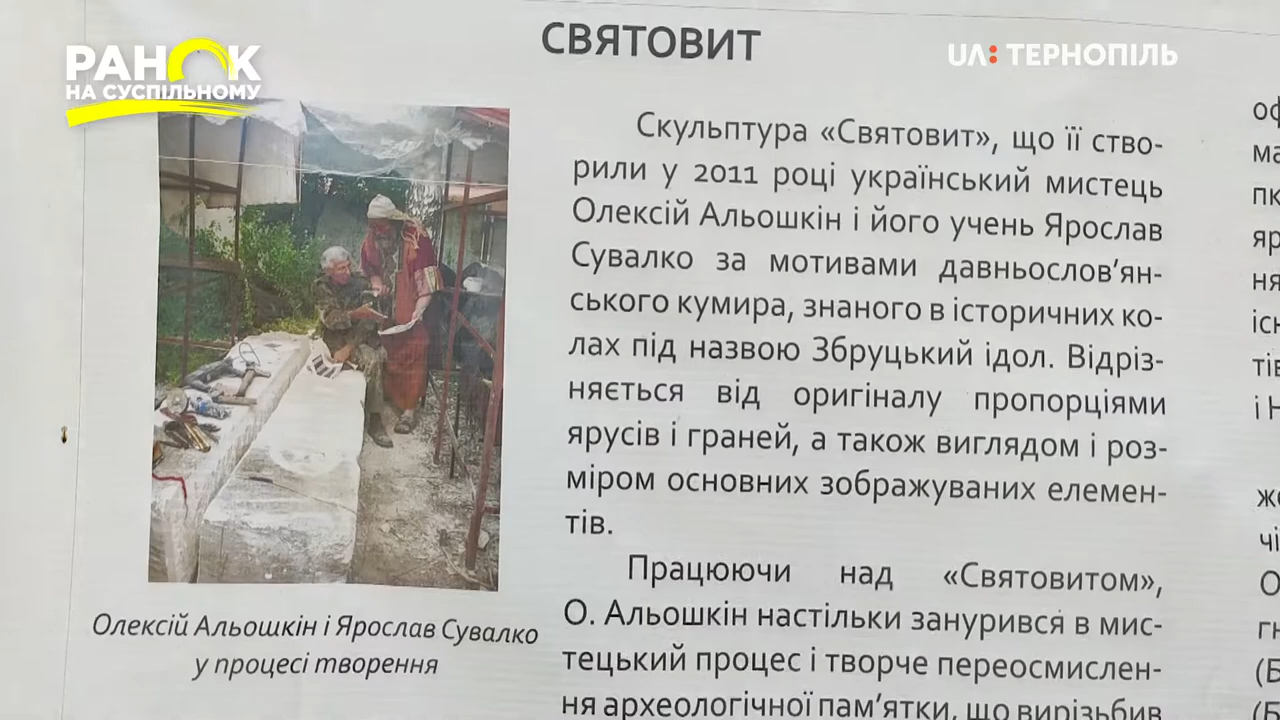 РАНОК
НА СУСПІЛЬНОМУ
UA: ТЕРНОПІЛЬ
СВЯТОВИТ
Скульптура «Святовит», що її ство-
рили у 2011 році український мистець
Олексій Альошкін і його учень Ярослав
Сувалко за мотивами давньослов’ян-
ського кумира, знаного в історичних ко-
лах під назвою Збруцький ідол. Відріз-
няється від оригіналу пропорціями
ярусів і граней, а також виглядом і роз-
міром основних зображуваних елемен-
тів.
Працюючи над «Святовитом»,
О. Альошкін настільки занурився в мис-
тецький процес і творче переосмислен-
ня археологічної пам’ятки, що вирізьбив
Олексій Альошкін і Ярослав Сувалко
у процесі творення